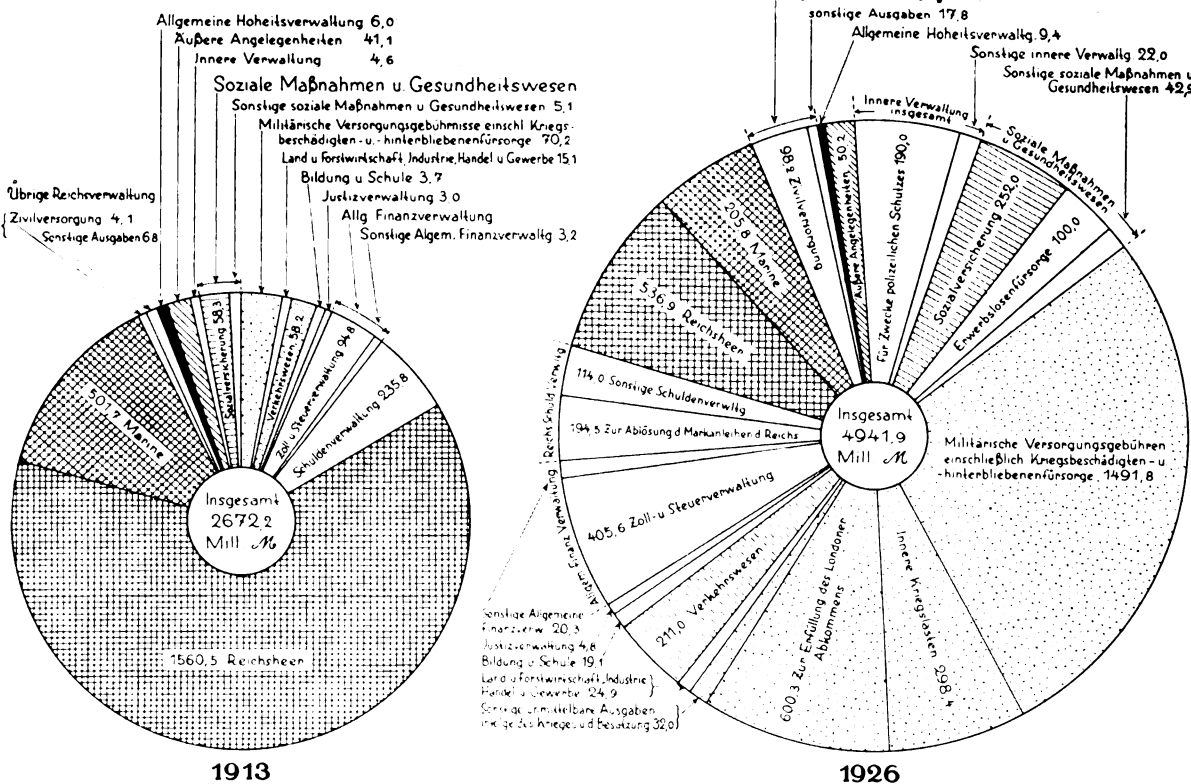 Allgemeine Hoheitsverwaltung 6,0
Äußere Angelegenheiten 41,1
Innere Verwaltung 4,6
Soziale Maßnahmen u. Gesundheitswesen
Sonstige soziale Maßnahmen u Gesundheitswesen 5,1
Militärische Versorgungsgebührnisse einschl Kriegs-
beschädigten - u. - hinterbliebenenfürsorge 70,2
Land u Forstwirtschaft, Industrie, Handel u Gewerbe 15,1
Bildung u Schule 3,7
Justizverwaltung 3,0
Allg Finanzverwaltung
Sonstige Algem. Finanzverwaltg 3,2
Übrige Reichsverwaltung
Zivilversorgung 4,1
Sonstige Ausgaben 6,8
501,7 Marine
Sozialversicherung 58,3
Verkehrswesen 58,2
Zoll u Steuerverwaltung 94,8
Schuldenverwaltung 235,8
Insgesamt
2672,2
Mill M
1560,5 Reichsheer
1913
sonstige Ausgaben 17,8
Allgemeine Hoheitsverwaltg. 9,4
Sonstige innere Verwaltg 22,0
Sonstige soziale Maßnahmen u
Gesundheitswesen 42,9
Innere Verwaltung
insgesamt
Soziale Maßnahmen
u Gesundheitswesen
98,2 Zivilversorgung
Äußere Angelegenheiten 50,2
Für Zwecke polizeilichen Schutzes 190,0
Sozialversicherung 252,0
Erwerbslosenfürsorge 100,0
205,8 Marine
536,9 Reichsheer
Reichs Schuld Verwltg
114,0 Sonstige Schuldenverwltg
194,5 Zur Ablösung d Markanleihen d Reichs
Allgem Finanz Verwaltung
405,6 Zoll- u Steuerverwaltung
Insgesamt
4941,9
Mill M
Militärische Versorgungsgebühren
einschließlich Kriegsbeschädigten - u
-hinterbliebenenfürsorge 1491,8
211,0 Verkehrswesen
600,3 Zur Erfüllung des Londoner
Abkommens
Innere Kriegslasten 298,4
Sonstige Allgemeine
Finanzverw. 20,3
Justizverwaltung 4,8
Bildung u Schule 19,1
Land u Forstwirtschaft, Industrie
Handel u Gewerbe 24,9
unmittelbare Ausgaben
Krieges u d Besatzung 32,0
1926